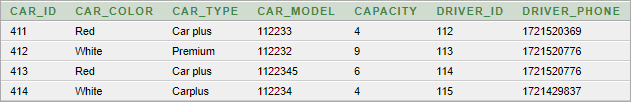 CAR_ID CAR_COLOR CAR_TYPE CAR_MODEL CAPACITY DRIVER_ID DRIVER_PHONE
411 Red Car plus 112233 4 112 1721520369
412 White Premium 112232 9 113 1721520776
413 Red Car plus 1122345 6 114 1721520776
414 White Carplus 112234 4 115 1721429837